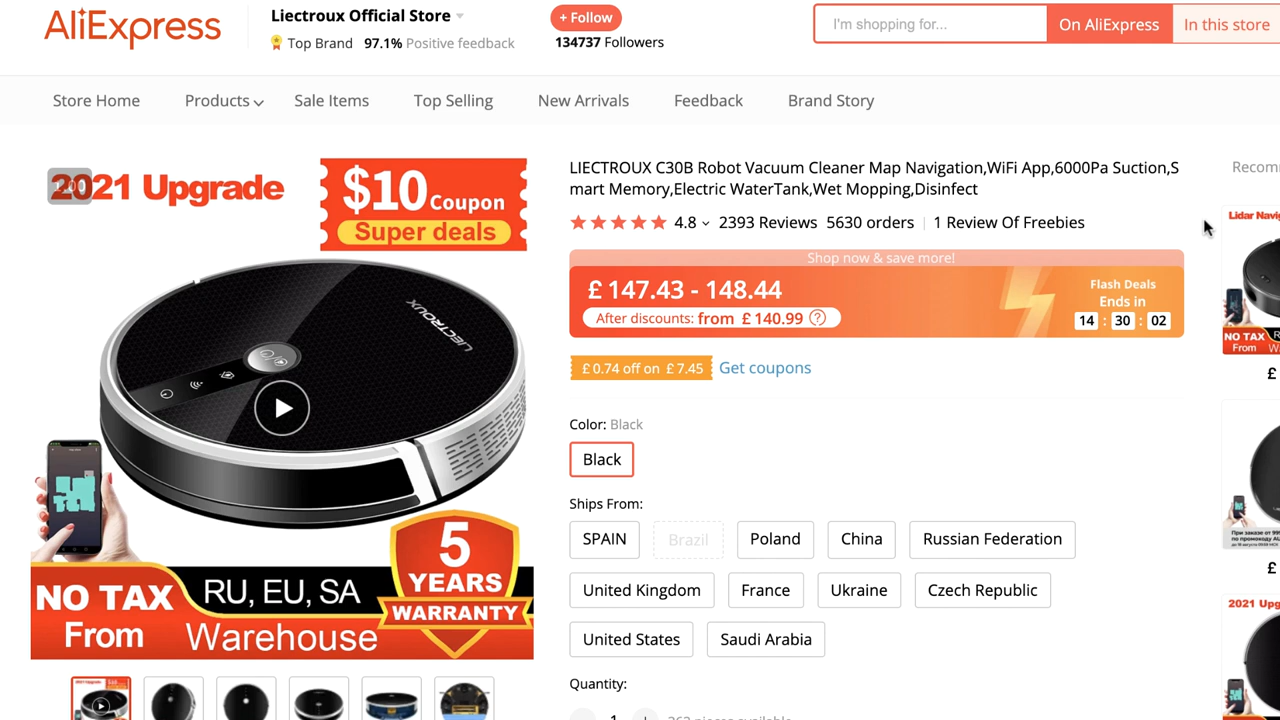 AliExpress
Liectroux Official Store
Top Brand 97.1% Positive feedback
+ Follow
134737 Followers
I'm shopping for...
On AliExpress
In this store
Store Home
Products
Sale Items
Top Selling
New Arrivals
Feedback
Brand Story
2021 Upgrade
1.00
$10 Coupon
Super deals
LIECTROUX
5
YEARS
WARRANTY
NO TAX
From
RU, EU, SA
Warehouse
2021 Upgrade
LIECTROUX C30B Robot Vacuum Cleaner Map Navigation,WiFi App,6000Pa Suction,S
mart Memory,Electric WaterTank,Wet Mopping,Disinfect
4.8 2393 Reviews 5630 orders 1 Review Of Freebies
Shop now & save more!
£ 147.43 - 148.44
After discounts: from £ 140.99 ?
Flash Deals
Ends in
14 : 30 : 02
£ 0.74 off on £ 7.45
Get coupons
Color: Black
Black
Ships From:
SPAIN
Brazil
Poland
China
Russian Federation
United Kingdom
France
Ukraine
Czech Republic
United States
Saudi Arabia
Quantity:
1
Recom
Lidar Navig
NO TAX
From
£
£
2021 Upg